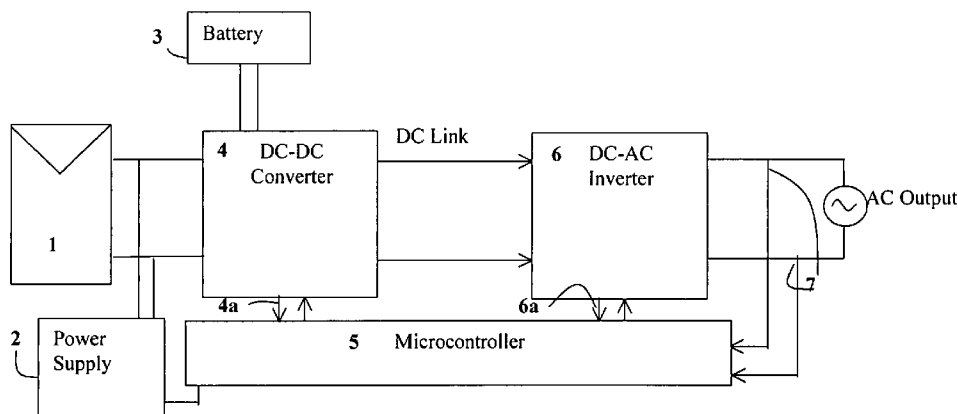 3 Battery
4 DC-DC
Converter
DC Link
6 DC-AC
Inverter
AC Output
1
4a
6a
7
2 Power
Supply
5 Microcontroller